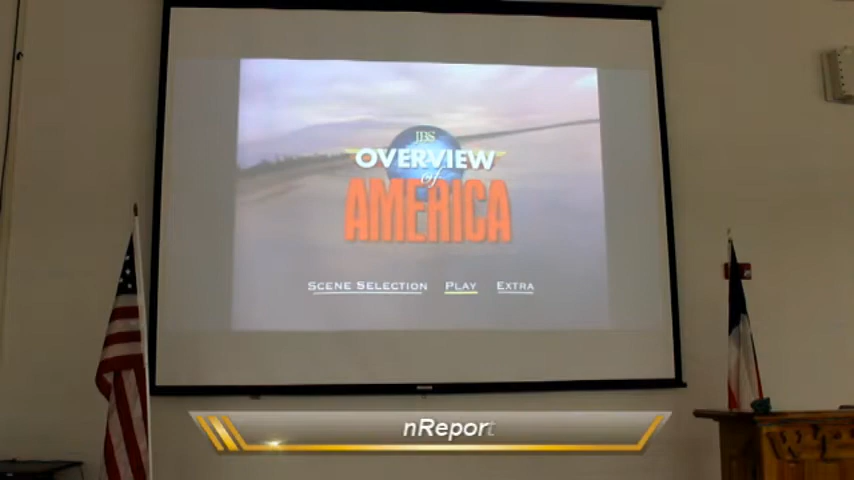 JBS
OVERVIEW
of
AMERICA
SCENE SELECTION PLAY EXTRA
nReport